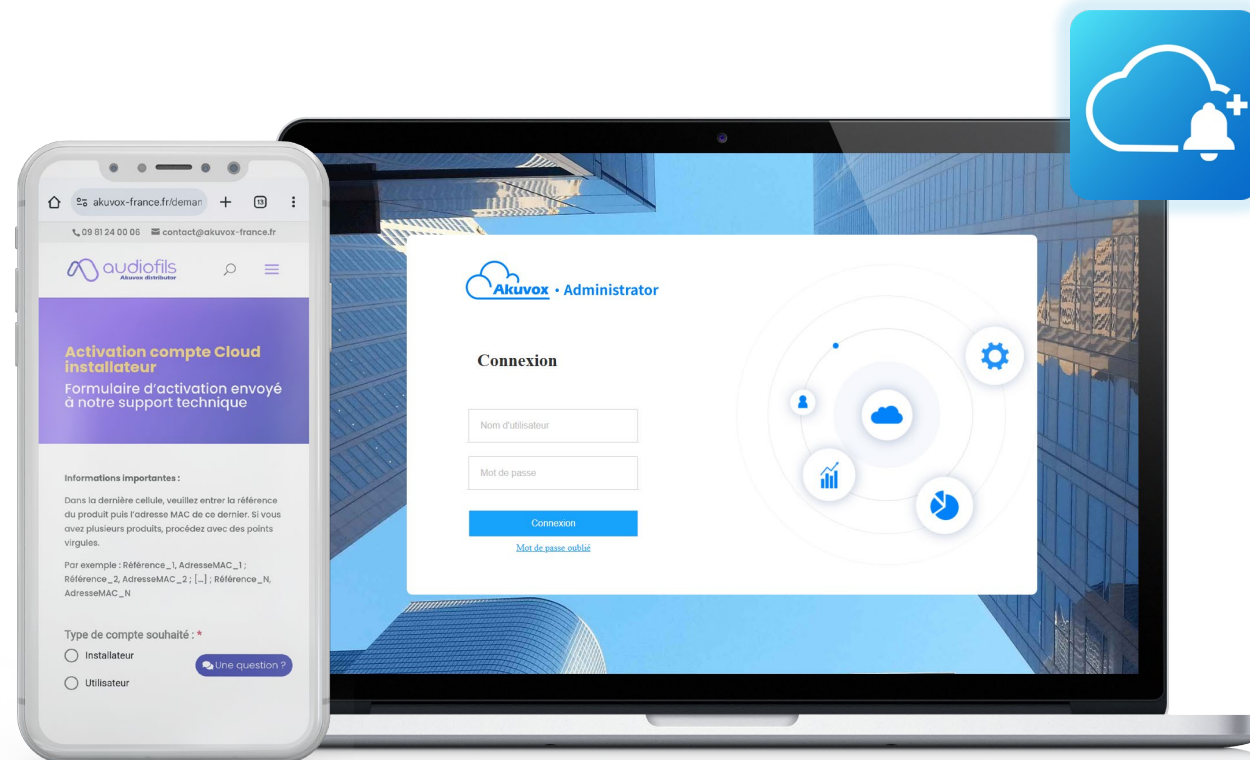 akuvox-france.fr/deman
13
09 81 24 00 06 contact@akuvox-france.fr
audiofils
Akuvox distributor
Activation compte Cloud
installateur
Formulaire d'activation envoyé
à notre support technique
Informations importantes :
Dans la dernière cellule, veuillez entrer la référence
du produit puis l'adresse MAC de ce dernier. Si vous
avez plusieurs produits, procédez avec des points
virgules.
Par exemple : Référence_1, AdresseMAC_1 ;
Référence_2, AdresseMAC_2 ; [...] ; Référence_N,
AdresseMAC_N
Type de compte souhaité : *
Installateur
Une question ?
Utilisateur
Akuvox • Administrator
Connexion
Nom d'utilisateur
Mot de passe
Connexion
Mot de passe oublié